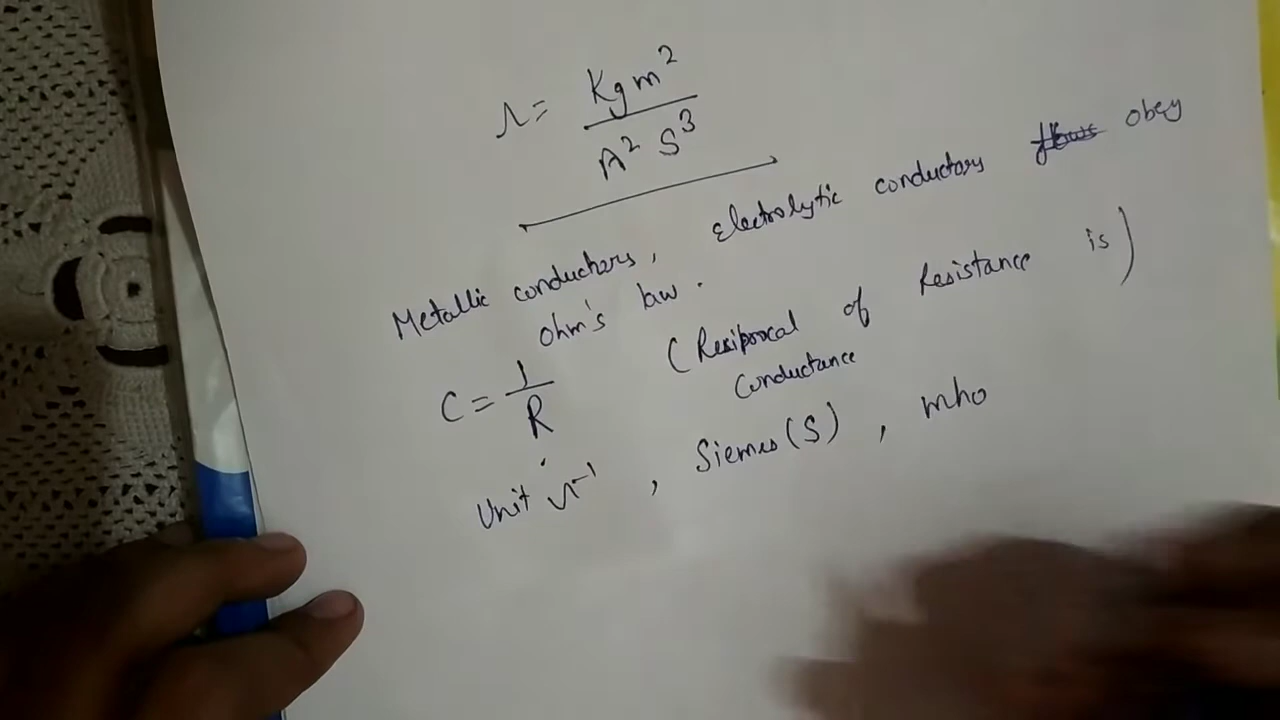 Ω = Kg m² / A² S³
Metallic conductors, Electrolytic conductors obey
ohm's law.
C = 1/R
(Resiprocal of Resistance is)
Conductance
Unit Ω⁻¹, Siemes(S), mho